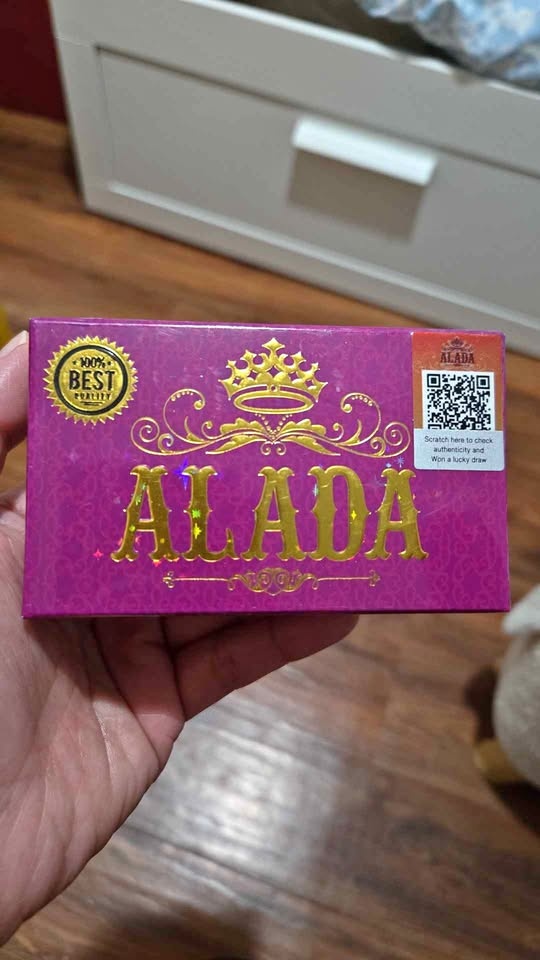 100%
BEST
QUALITY
ALADA
Scratch here to check
authenticity and
Won a lucky draw
ALADA